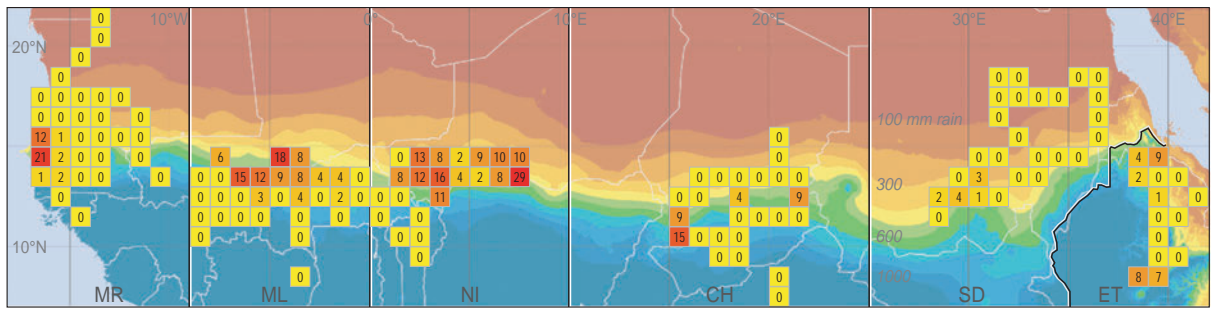 10°W 0° 10°E 20°E 30°E 40°E
0
0
20°N
0
0 0 0 0 0
0 0 0 0 0 0 0 0 0 0
0 0 0 0 0 100 mm rain 0 0
12 1 0 0 0 0 0 0 0
21 2 0 0 0 6 18 8 0 13 8 2 9 10 10 0 0 0 0 0 0 4 9
1 2 0 0 0 0 0 15 12 9 8 4 4 0 8 12 16 4 2 8 29 0 0 0 0 0 0 300 0 3 0 0 2 0 0
0 0 0 0 3 0 4 0 2 0 0 0 11 0 0 4 9 2 4 1 0 1 0
0 0 0 0 0 0 0 0 9 0 0 0 0 0 0 0
10°N 0 0 0 0 15 0 0 0 600 0
0 0 0 0 0
0 0 1000 8 7
MR ML NI CH 0 SD ET